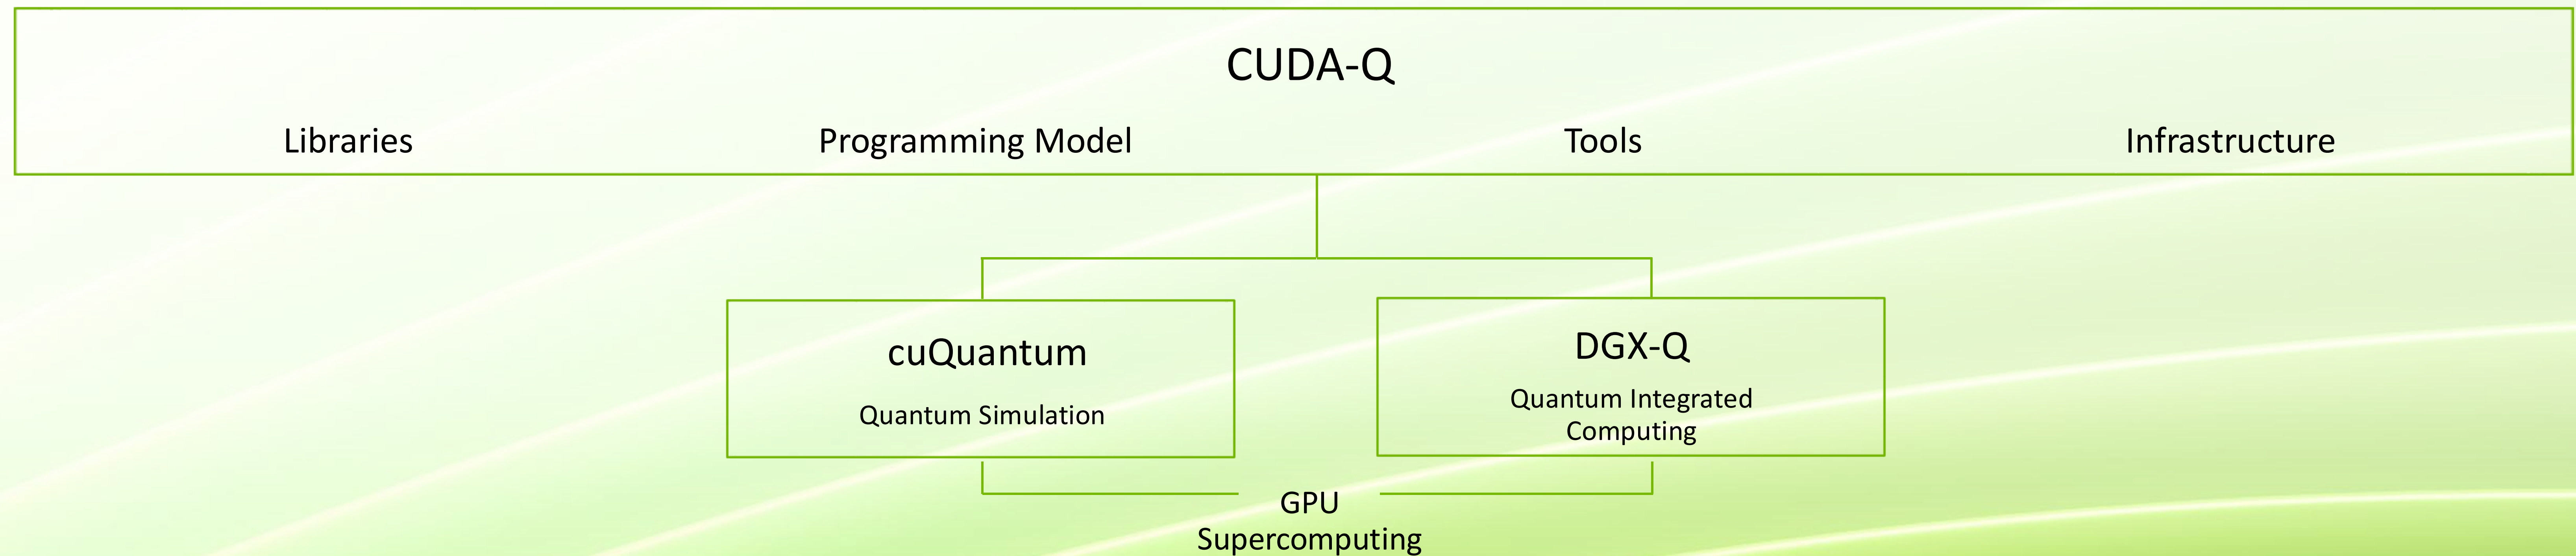 CUDA-Q
Libraries
Programming Model
Tools
Infrastructure
cuQuantum
Quantum Simulation
DGX-Q
Quantum Integrated
Computing
GPU
Supercomputing